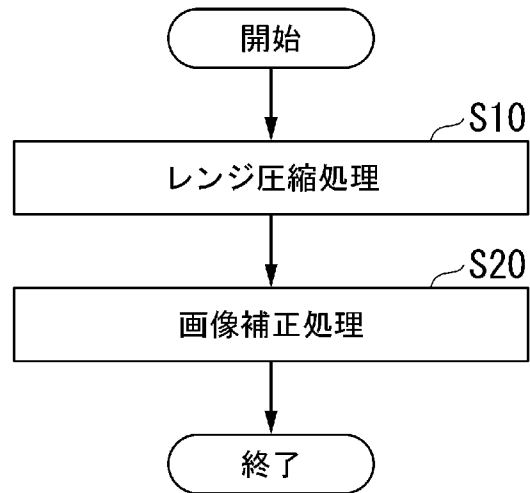 開始
S10
レンジ圧縮処理
S20
画像補正処理
終了